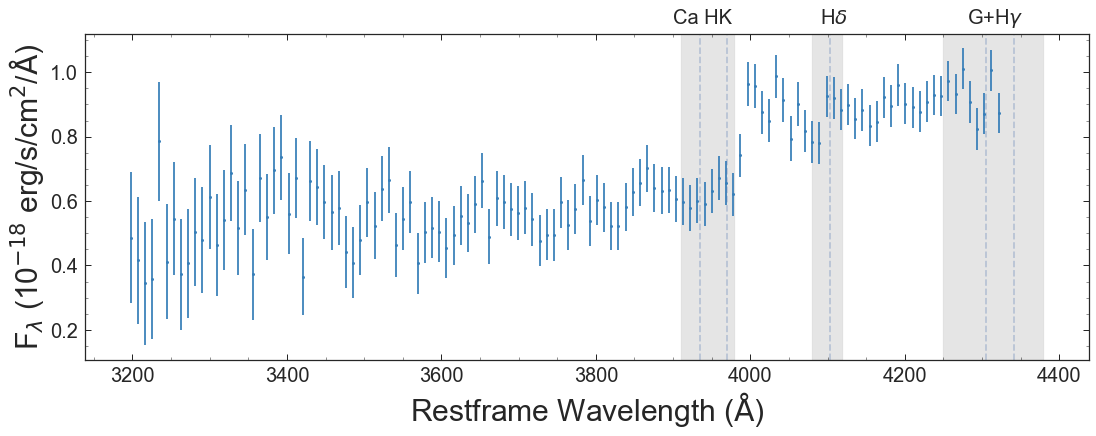 Ca HK Hδ G+Hγ
F_λ (10^−18 erg/s/cm^2/Å)
1.0
0.8
0.6
0.4
0.2
3200 3400 3600 3800 4000 4200 4400
Restframe Wavelength (Å)